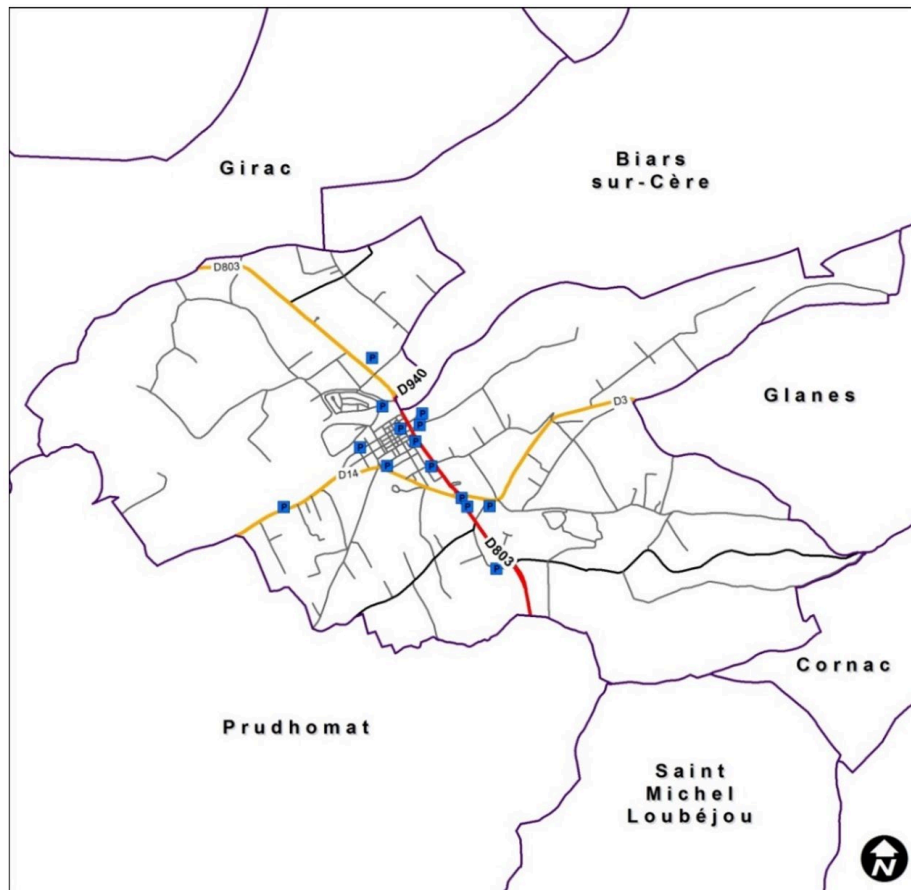 Girac
Biars
sur-Cère
D803
P
D940
P
P
P
P
Glanes
D3
P
P
P
P
D14
P
P
P
P
D803
P
Cornac
Prudhomat
Saint
Michel
Loubéjou
N